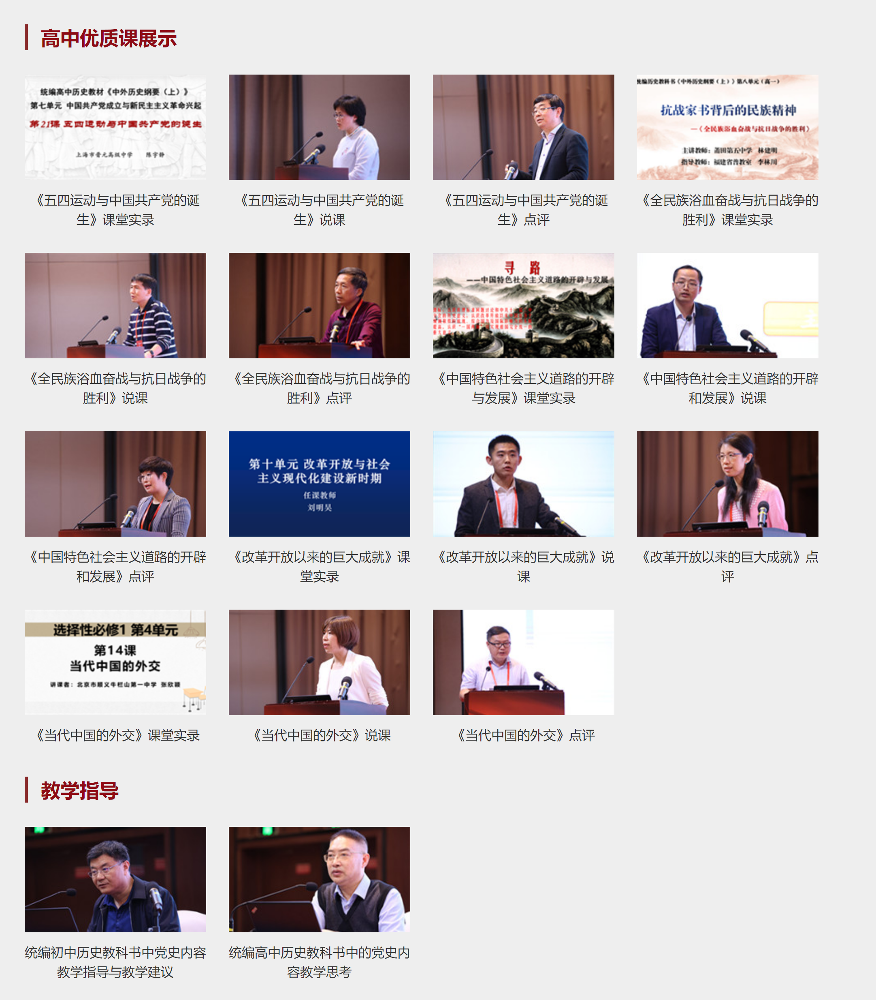 高中优质课展示
统编高中历史教材《中外历史纲要（上）》
第七单元 中国共产党成立与新民主主义革命兴起
第21课 五四运动与中国共产党的诞生
上海市晋元高级中学 陈宇静
统编历史教科书《中外历史纲要（上）》第八单元（高一）
抗战家书背后的民族精神
—《全民族浴血奋战与抗日战争的胜利》
主讲教师：莆田第五中学 林建明
指导教师：福建省普教室 李林川
《五四运动与中国共产党的诞
生》课堂实录
《五四运动与中国共产党的诞
生》说课
《五四运动与中国共产党的诞
生》点评
《全民族浴血奋战与抗日战争的
胜利》课堂实录
寻 路
——中国特色社会主义道路的开辟与发展
主
《全民族浴血奋战与抗日战争的
胜利》说课
《全民族浴血奋战与抗日战争的
胜利》点评
《中国特色社会主义道路的开辟
与发展》课堂实录
《中国特色社会主义道路的开辟
和发展》说课
第十单元 改革开放与社会
主义现代化建设新时期
任课教师
刘明昊
《中国特色社会主义道路的开辟
和发展》点评
《改革开放以来的巨大成就》课
堂实录
《改革开放以来的巨大成就》说
课
《改革开放以来的巨大成就》点
评
选择性必修1 第4单元
第14课
当代中国的外交
讲课者：北京市顺义牛栏山第一中学 张欣颖
《当代中国的外交》课堂实录
《当代中国的外交》说课
《当代中国的外交》点评
教学指导
统编初中历史教科书中党史内容
教学指导与教学建议
统编高中历史教科书中的党史内
容教学思考